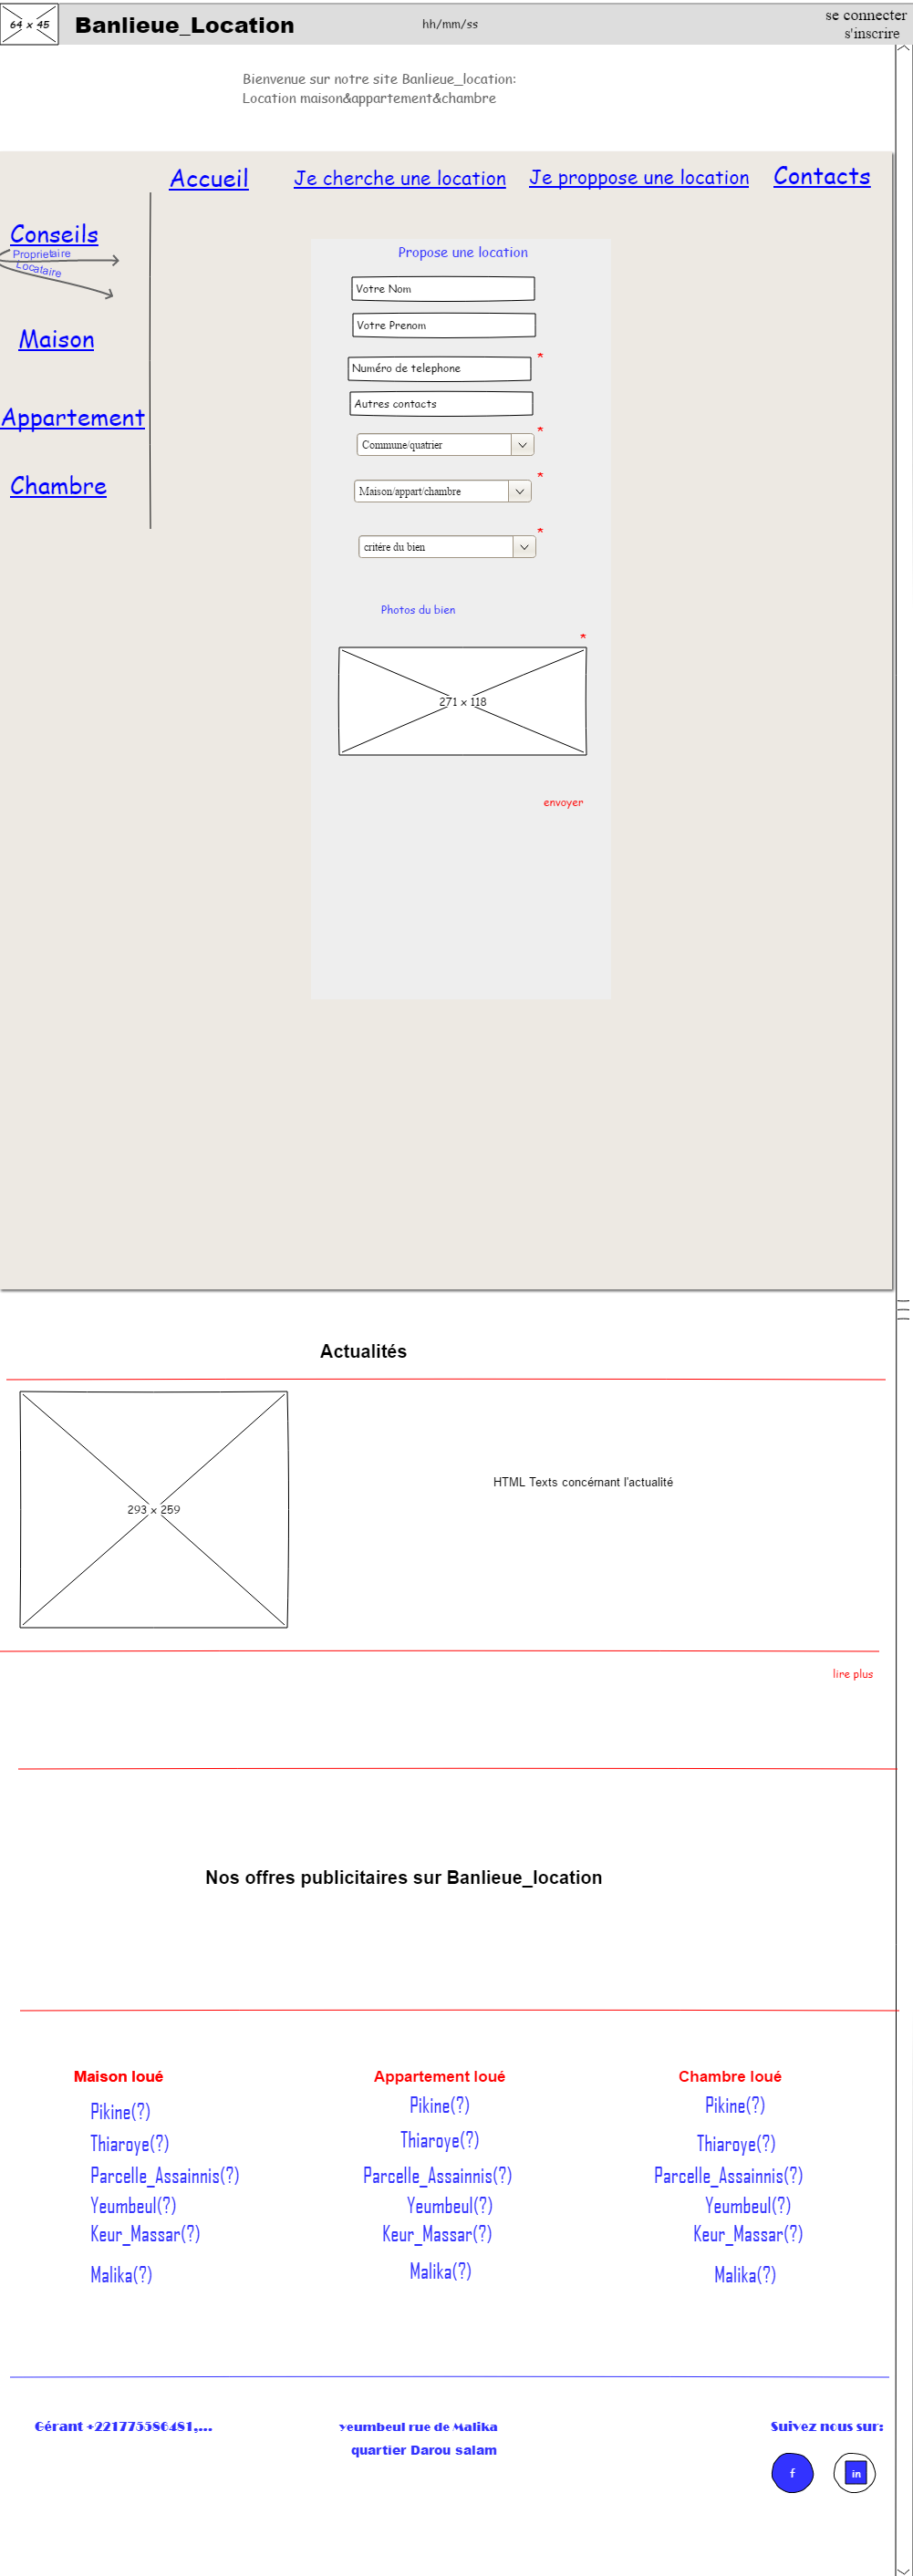 64 x 45
Banlieue_Location
hh/mm/ss
se connecter
s'inscrire
Bienvenue sur notre site Banlieue_location:
Location maison&appartement&chambre
Accueil
Je cherche une location
Je proppose une location
Contacts
Conseils
Proprietaire
Locataire
Maison
Appartement
Chambre
Propose une location
Votre Nom
Votre Prenom
*
Numéro de telephone
Autres contacts
*
Commune/quatrier
*
Maison/appart/chambre
*
critére du bien
Photos du bien
*
271 x 118
envoyer
Actualités
HTML Texts concérnant l'actualité
293 x 259
lire plus
Nos offres publicitaires sur Banlieue_location
Maison loué
Pikine(?)
Thiaroye(?)
Parcelle_Assainnis(?)
Yeumbeul(?)
Keur_Massar(?)
Malika(?)
Appartement loué
Pikine(?)
Thiaroye(?)
Parcelle_Assainnis(?)
Yeumbeul(?)
Keur_Massar(?)
Malika(?)
Chambre loué
Pikine(?)
Thiaroye(?)
Parcelle_Assainnis(?)
Yeumbeul(?)
Keur_Massar(?)
Malika(?)
Gérant +221775586481,...
yeumbeul rue de Malika
quartier Darou salam
Suivez nous sur:
f
in